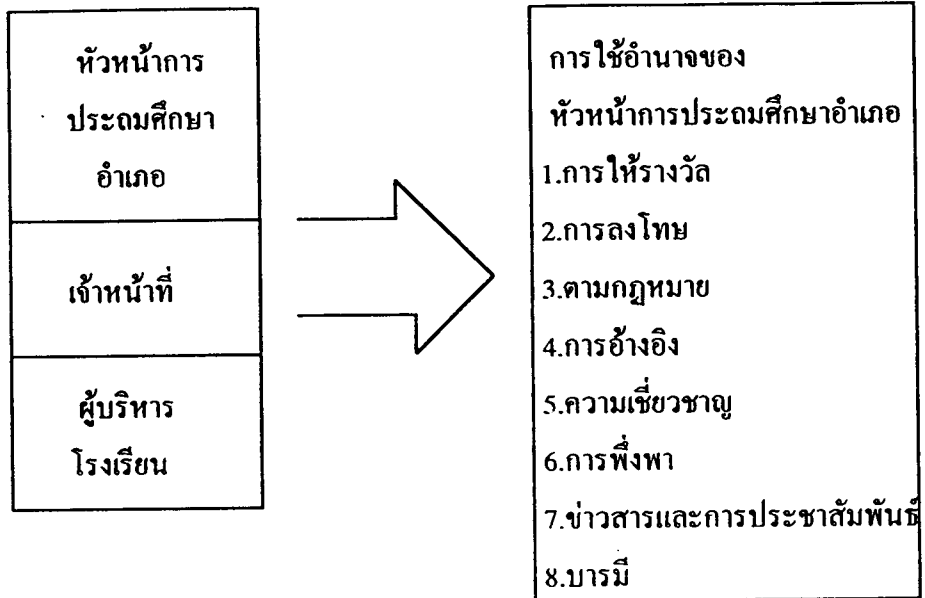 หัวหน้าการ
ประถมศึกษา
อำเภอ
เจ้าหน้าที่
ผู้บริหาร
โรงเรียน
การใช้อำนาจของ
หัวหน้าการประถมศึกษาอำเภอ
1.การให้รางวัล
2.การลงโทษ
3.ตามกฎหมาย
4.การอ้างอิง
5.ความเชี่ยวชาญ
6.การพึ่งพา
7.ข่าวสารและการประชาสัมพันธ์
8.บารมี